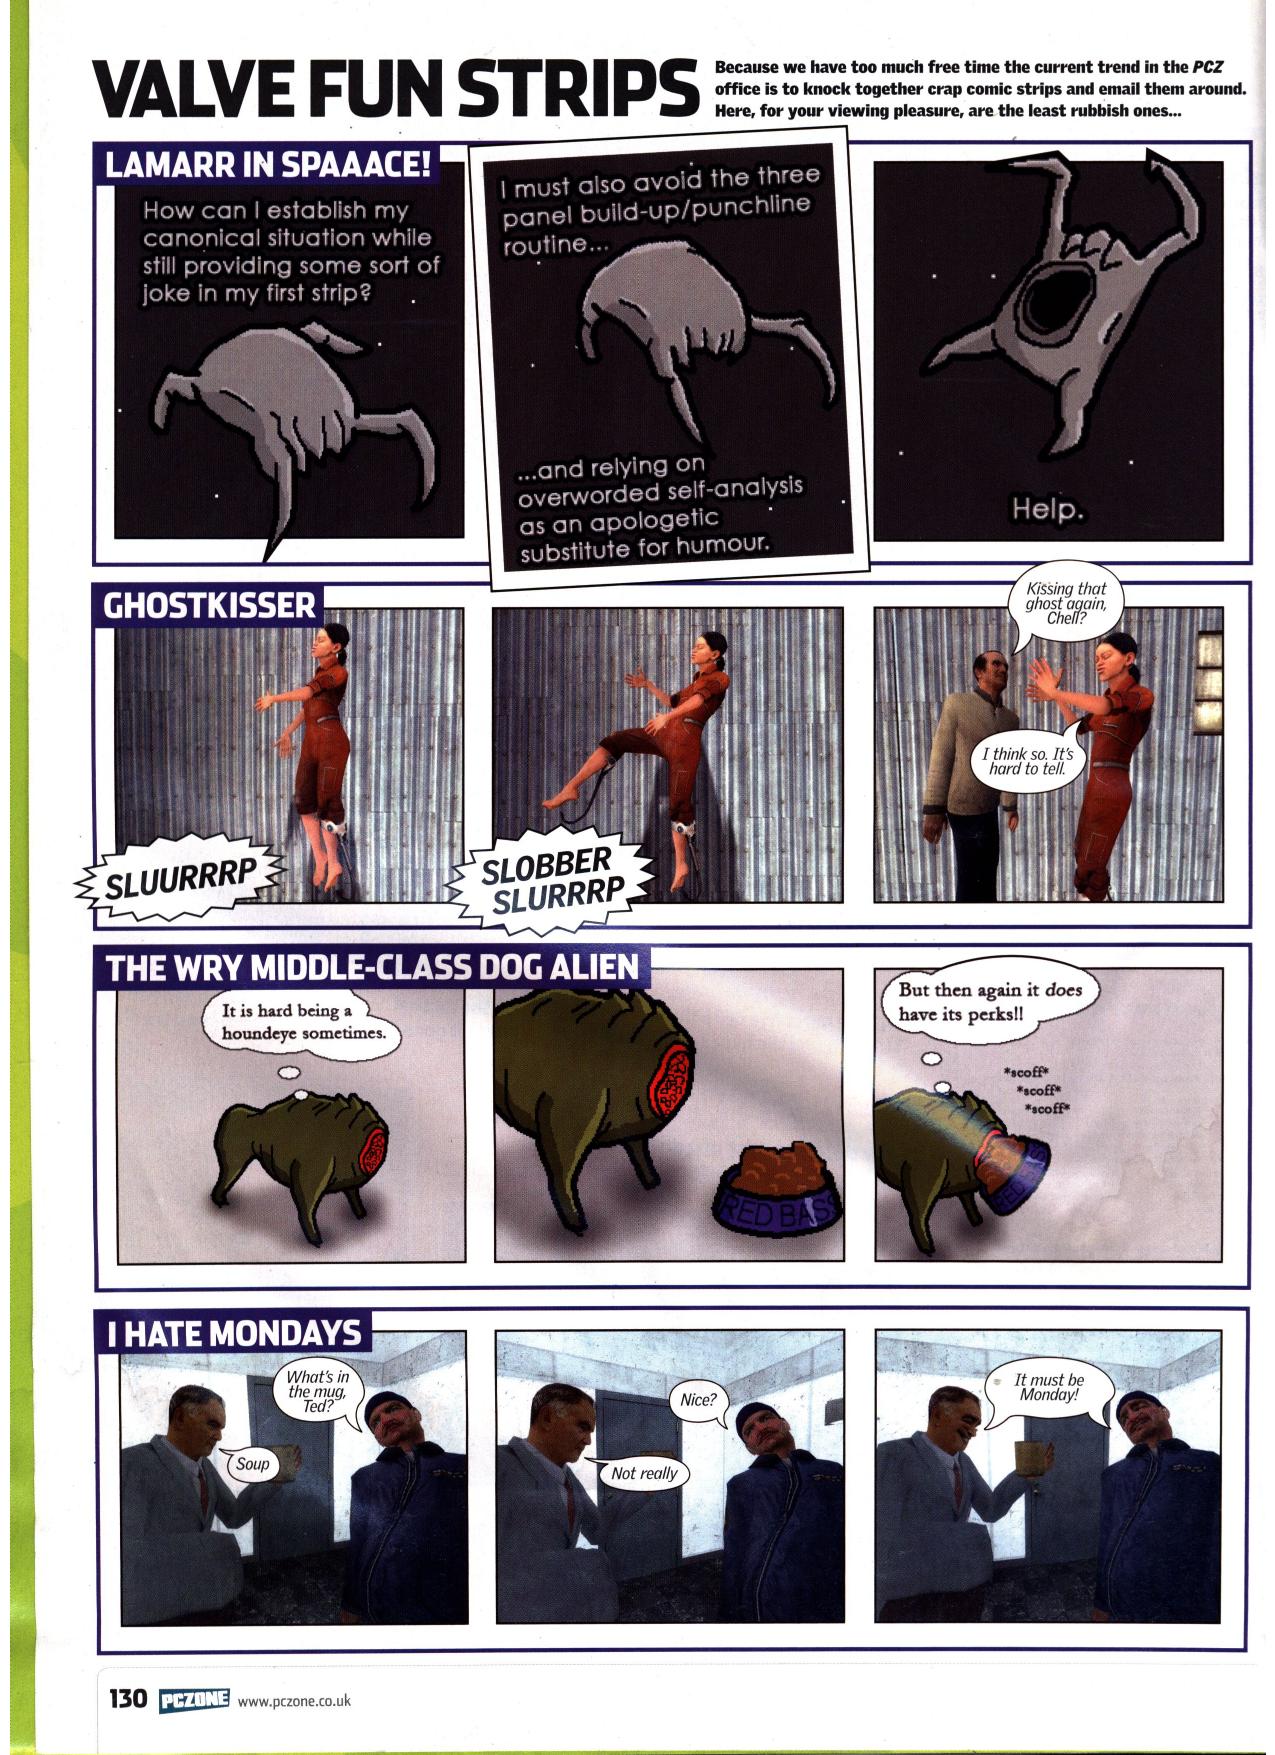 VALVE FUN STRIPS
Because we have too much free time the current trend in the PCZ
office is to knock together crap comic strips and email them around.
Here, for your viewing pleasure, are the least rubbish ones...
LAMARR IN SPAAACE!
How can I establish my
canonical situation while
still providing some sort of
joke in my first strip?
I must also avoid the three
panel build-up/punchline
routine...
...and relying on
overworded self-analysis
as an apologetic
substitute for humour.
Help.
GHOSTKISSER
SLUURRRP
SLOBBER
SLURRRP
Kissing that
ghost again,
Chell?
I think so. It's
hard to tell.
THE WRY MIDDLE-CLASS DOG ALIEN
It is hard being a
houndeye sometimes.
RED BASS
But then again it does
have its perks!!
*scoff*
*scoff*
*scoff*
RED BASS
I HATE MONDAYS
What's in
the mug,
Ted?
Soup
Nice?
Not really
It must be
Monday!
130 PCZONE www.pczone.co.uk